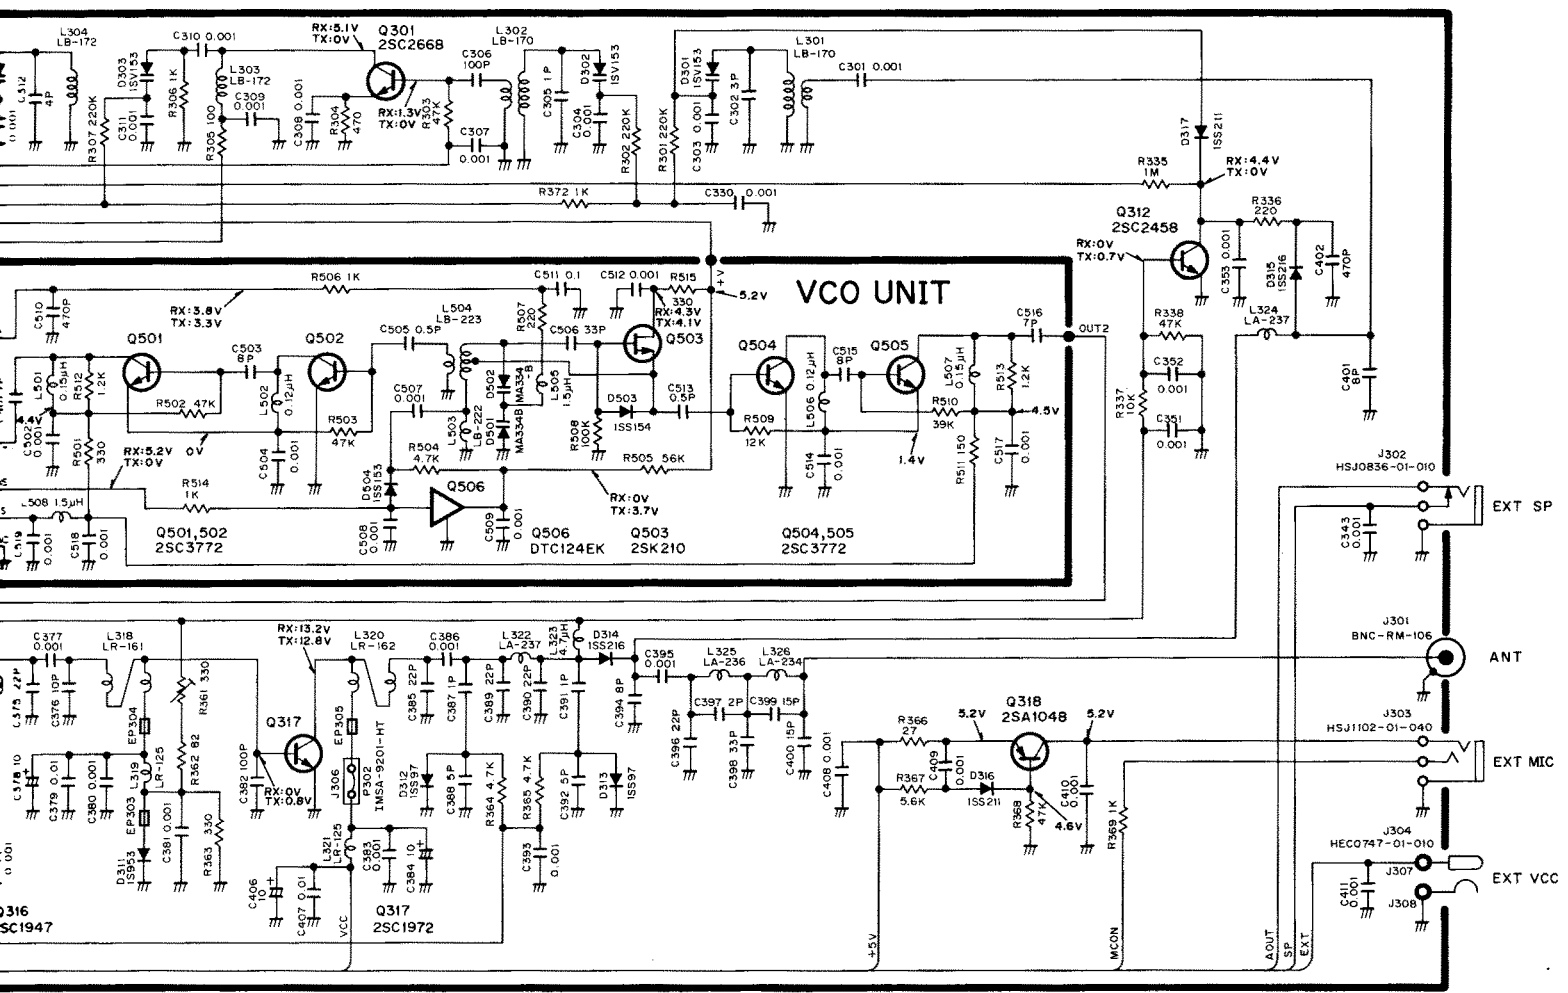 L304
LB-172
C312
4P
0.001
D303
1SV153
C310 0.001
R306 1K
L303
LB-172
C309
0.001
R307 220K
C311
0.001
R305 100
RX:5.1V
TX:0V
Q301
2SC2668
C308 0.001
R304
470
RX:1.3V
TX:0V
R303
47K
C306
100P
C307
0.001
L302
LB-170
C305 1P
D302
1SV153
C304
0.001
R302 220K
R301 220K
D301
1SV153
C303 0.001
C302 3P
L301
LB-170
C301 0.001
D317
1SS211
R335
1M
RX:4.4V
TX:0V
R372 1K
C330 0.001
Q312
2SC2458
R336
220
RX:0V
TX:0.7V
C353 0.001
D315
1SS216
C402
470P
L324
LA-237
R338
47K
C352
0.001
R337
10K
C351
0.001
C401
8P
VCO UNIT
C510
470P
RX:3.8V
TX:3.3V
R506 1K
L504
LB-223
C511 0.1
R507
220
C512 0.001
R515
330
+V
5.2V
RX:4.3V
TX:4.1V
Q503
C506 33P
Q501
C503
8P
Q502
C505 0.5P
C507
0.001
L501
0.15µH
R512
1.2K
4.4V
C502
0.001
R501
330
R502 47K
L502
0.12µH
R503
47K
0V
C504
0.001
RX:5.2V
TX:0V
L503
LB-222
D502
D501
MA334
-B
MA334B
L505
1.5µH
D503
1SS154
R508
100K
C513
0.5P
R504
4.7K
R505 56K
D504
1SS153
Q506
C508
0.001
C509
0.001
RX:0V
TX:3.7V
R514
1K
L508 1.5µH
C519
0.001
C518
0.001
Q501,502
2SC3772
Q506
DTC124EK
Q503
2SK210
Q504,505
2SC3772
Q504
L506 0.12µH
C515
8P
Q505
R509
12K
C514
0.001
R510
39K
1.4V
L507
0.15µH
R513
1.2K
4.5V
R511 150
C517
0.001
C516
7P
OUT2
J302
HSJ0836-01-010
EXT SP
C343
0.001
C377
0.001
L318
LR-161
C375 22P
C376 10P
EP304
C378 10
C379 0.01
C380 0.001
L319
LR-125
EP303
D311
1S953
C381 0.001
R361 330
R362 82
R363 330
Q316
2SC1947
RX:13.2V
TX:12.8V
Q317
C382 100P
RX:0V
TX:0.8V
L320
LR-162
EP305
J306
P302
IMSA-9201-HT
L321
LR-125
C383
0.001
C384 10
C406
10
C407 0.01
VCC
Q317
2SC1972
C386
0.001
C385 22P
C387 1P
L322
LA-237
C389 22P
C390 22P
L323
4.7µH
D314
1SS216
C391 1P
D312
1SS97
C388 5P
R364 4.7K
R365 4.7K
C392 5P
D313
1SS97
C393
0.001
C394 8P
C395
0.001
L325
LA-236
L326
LA-234
C397 2P
C399 15P
C396 22P
C398 33P
C400 15P
C408 0.001
R366
27
5.2V
Q318
2SA1048
5.2V
C409
0.001
R367
5.6K
D316
1SS211
R368
47K
4.6V
C410
0.001
R369 1K
+5V
MCON
AOUT
SP
EXT
J301
BNC-RM-106
ANT
J303
HSJ1102-01-040
EXT MIC
J304
HEC0747-01-010
J307
J308
C411
0.001
EXT VCC